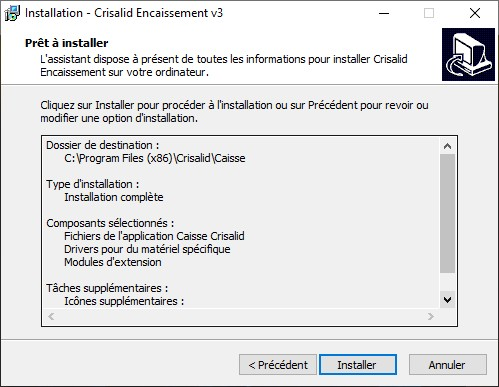 Installation - Crisalid Encaissement v3
Prêt à installer
L'assistant dispose à présent de toutes les informations pour installer Crisalid
Encaissement sur votre ordinateur.
Cliquez sur Installer pour procéder à l'installation ou sur Précédent pour revoir ou
modifier une option d'installation.
Dossier de destination :
C:\Program Files (x86)\Crisalid\Caisse
Type d'installation :
Installation complète
Composants sélectionnés :
Fichiers de l'application Caisse Crisalid
Drivers pour du matériel spécifique
Modules d'extension
Tâches supplémentaires :
Icônes supplémentaires :
< Précédent
Installer
Annuler